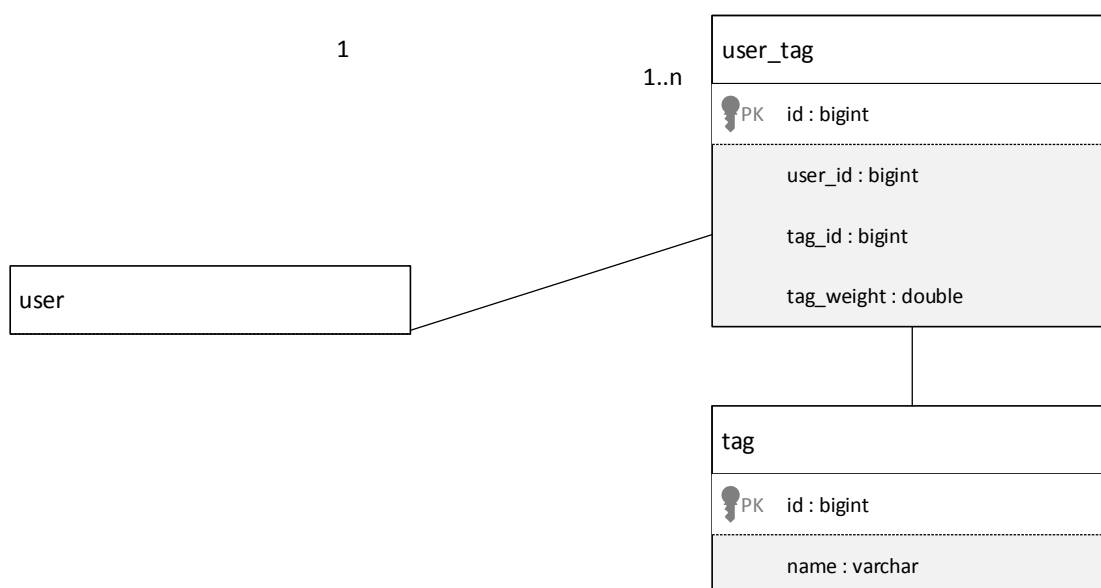 1
1..n
user_tag
PK id : bigint
user_id : bigint
tag_id : bigint
tag_weight : double
user
tag
PK id : bigint
name : varchar